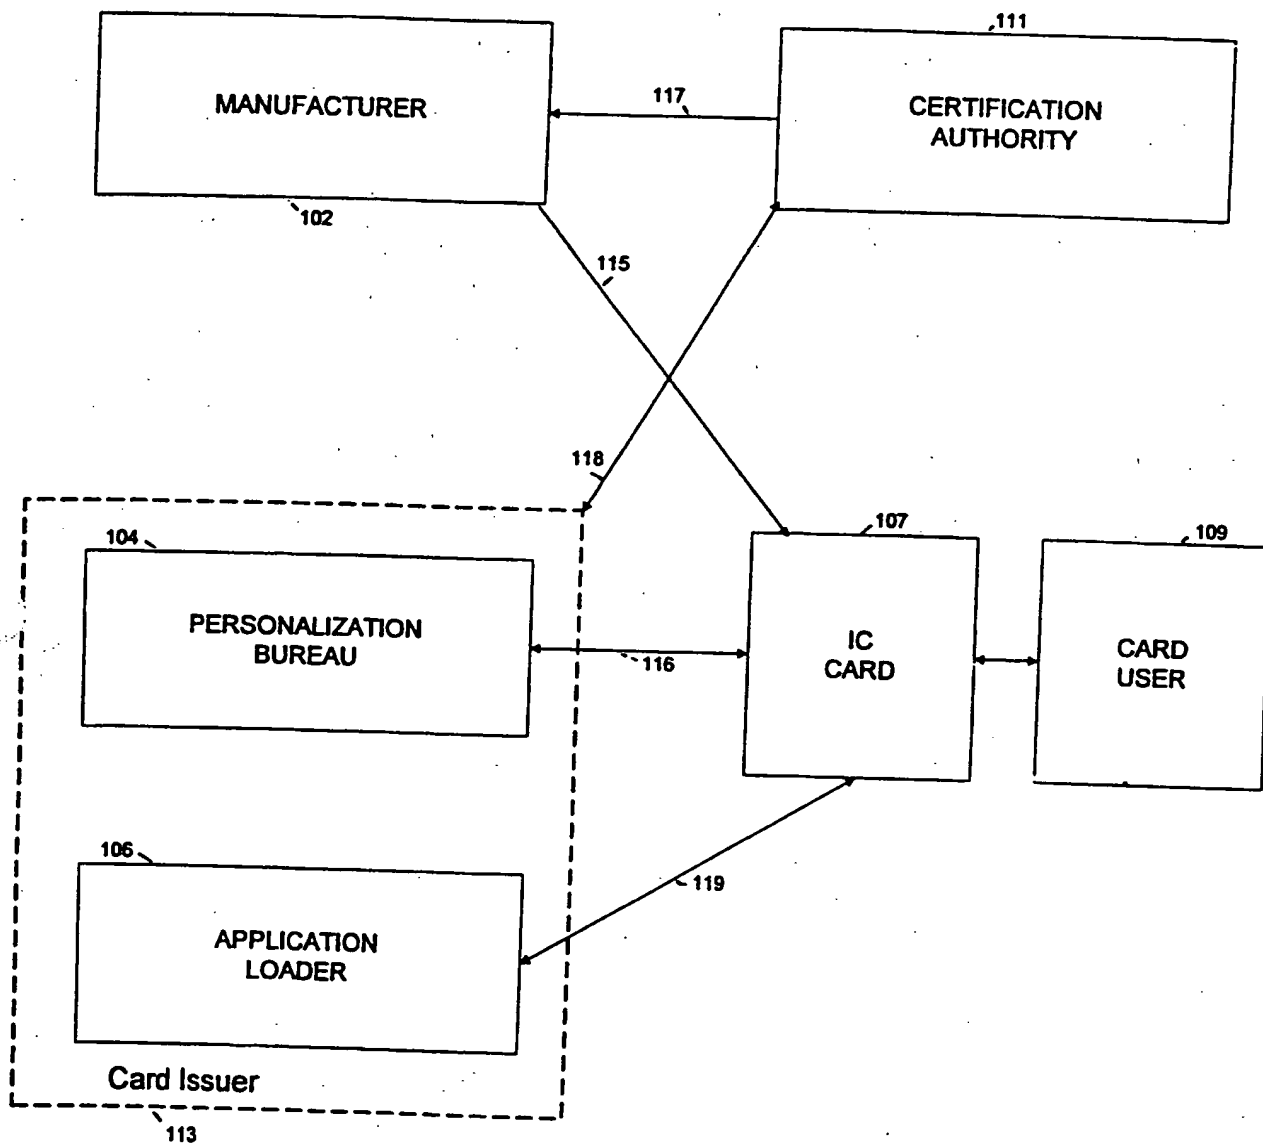 111
MANUFACTURER
117
CERTIFICATION
AUTHORITY
102
115
118
104
107
109
PERSONALIZATION
BUREAU
116
IC
CARD
CARD
USER
106
119
APPLICATION
LOADER
Card Issuer
113